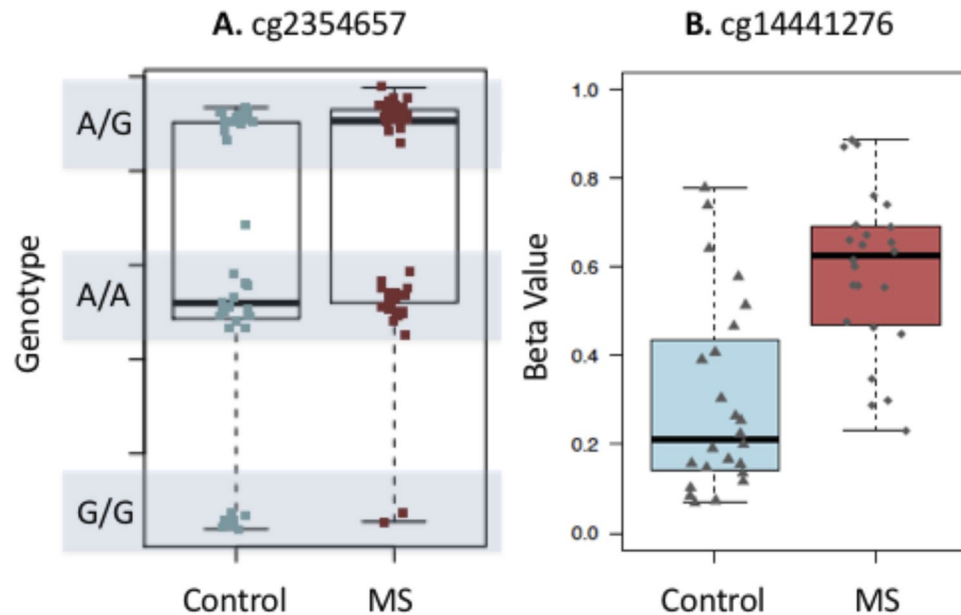 A. cg2354657
Genotype
A/G
A/A
G/G
Control
MS
B. cg14441276
Beta Value
1.0
0.8
0.6
0.4
0.2
0.0
Control
MS